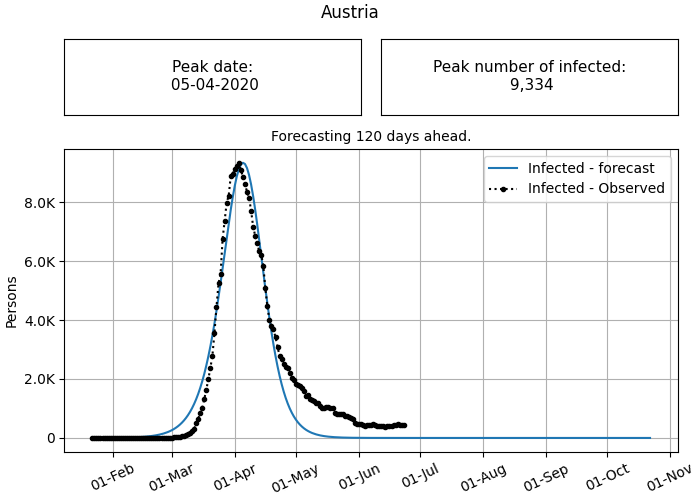 Austria
Peak date:
05-04-2020
Peak number of infected:
9,334
Forecasting 120 days ahead.
Infected - forecast
Infected - Observed
Persons
8.0K
6.0K
4.0K
2.0K
0
01-Feb
01-Mar
01-Apr
01-May
01-Jun
01-Jul
01-Aug
01-Sep
01-Oct
01-Nov